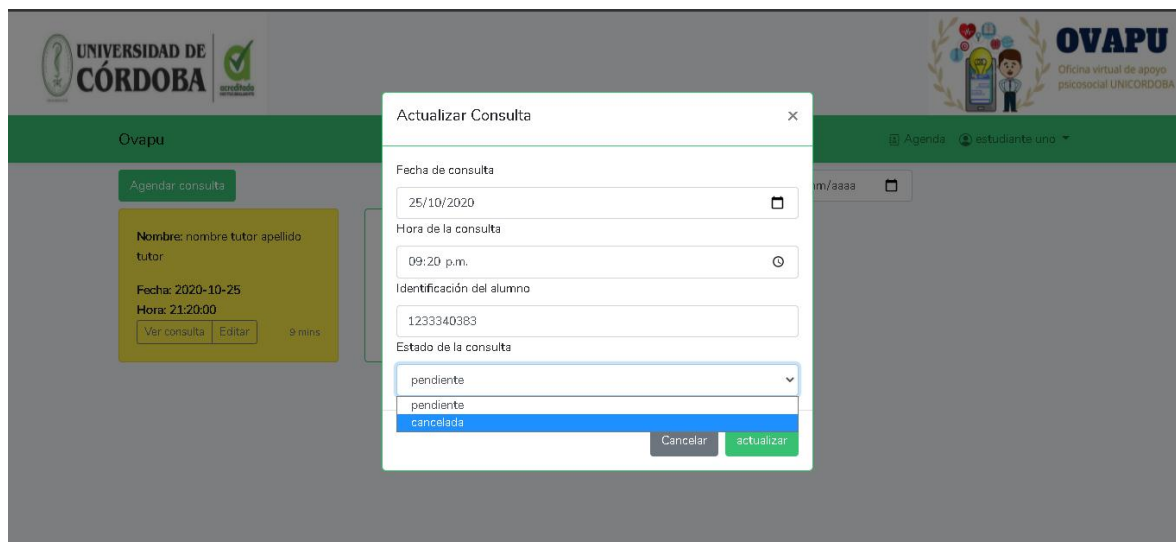 UNIVERSIDAD DE
CÓRDOBA
acreditada
OVAPU
Oficina virtual de apoyo
psicosocial UNICORDOBA
Ovapu
Agenda estudiante uno
Agendar consulta
mm/aaaa
Nombre: nombre tutor apellido
tutor
Fecha: 2020-10-25
Hora: 21:20:00
Ver consulta Editar 9 mins
Actualizar Consulta ×
Fecha de consulta
25/10/2020
Hora de la consulta
09:20 p.m.
Identificación del alumno
1233340383
Estado de la consulta
pendiente
pendiente
cancelada
Cancelar actualizar